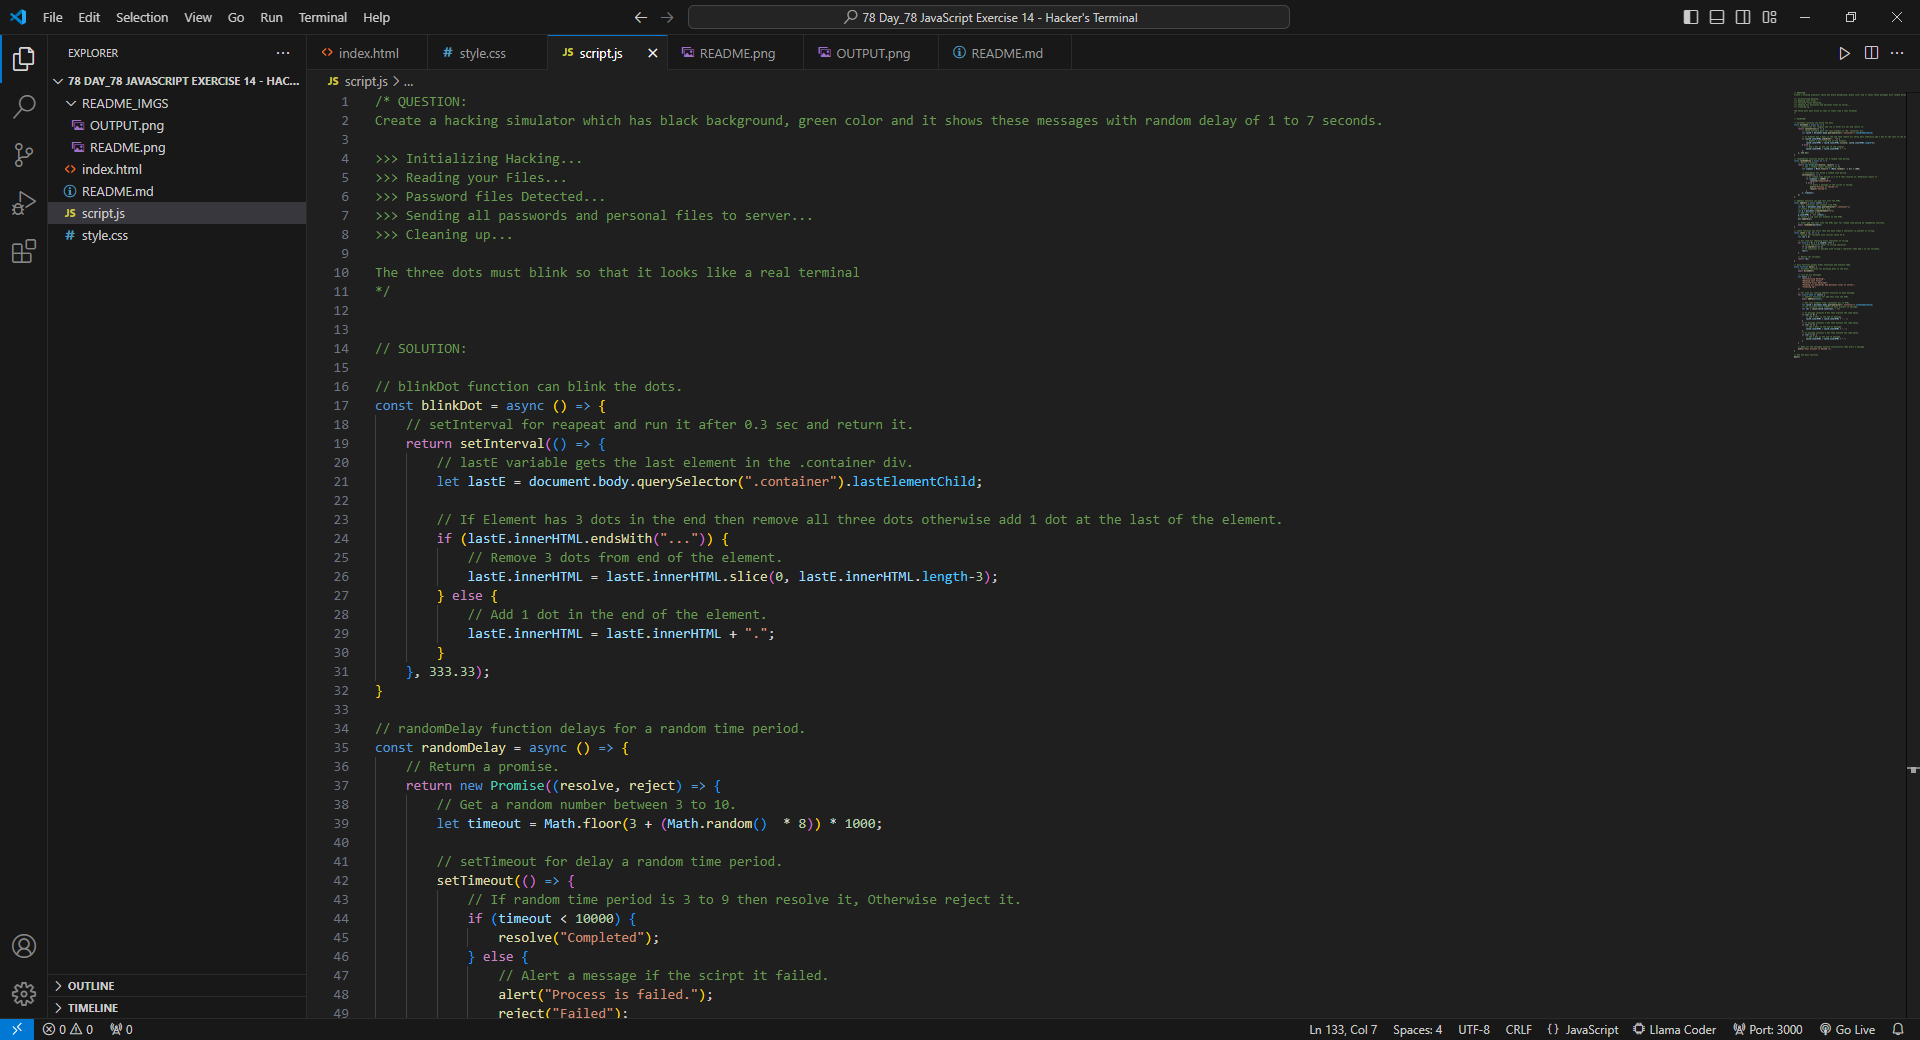 File Edit Selection View Go Run Terminal Help
78 Day_78 JavaScript Exercise 14 - Hacker's Terminal
EXPLORER
78 DAY_78 JAVASCRIPT EXERCISE 14 - HAC...
README_IMGS
OUTPUT.png
README.png
index.html
README.md
JS script.js
# style.css
OUTLINE
TIMELINE
index.html # style.css JS script.js README.png OUTPUT.png README.md
JS script.js > ...
1 /* QUESTION:
2 Create a hacking simulator which has black background, green color and it shows these messages with random delay of 1 to 7 seconds.
3
4 >>> Initializing Hacking...
5 >>> Reading your Files...
6 >>> Password files Detected...
7 >>> Sending all passwords and personal files to server...
8 >>> Cleaning up...
9
10 The three dots must blink so that it looks like a real terminal
11 */
12
13
14 // SOLUTION:
15
16 // blinkDot function can blink the dots.
17 const blinkDot = async () => {
18 // setInterval for reapeat and run it after 0.3 sec and return it.
19 return setInterval(() => {
20 // lastE variable gets the last element in the .container div.
21 let lastE = document.body.querySelector(".container").lastElementChild;
22
23 // If Element has 3 dots in the end then remove all three dots otherwise add 1 dot at the last of the element.
24 if (lastE.innerHTML.endsWith("...")) {
25 // Remove 3 dots from end of the element.
26 lastE.innerHTML = lastE.innerHTML.slice(0, lastE.innerHTML.length-3);
27 } else {
28 // Add 1 dot in the end of the element.
29 lastE.innerHTML = lastE.innerHTML + ".";
30 }
31 }, 333.33);
32 }
33
34 // randomDelay function delays for a random time period.
35 const randomDelay = async () => {
36 // Return a promise.
37 return new Promise((resolve, reject) => {
38 // Get a random number between 3 to 10.
39 let timeout = Math.floor(3 + (Math.random()  * 8)) * 1000;
40
41 // setTimeout for delay a random time period.
42 setTimeout(() => {
43 // If random time period is 3 to 9 then resolve it, Otherwise reject it.
44 if (timeout < 10000) {
45 resolve("Completed");
46 } else {
47 // Alert a message if the scirpt it failed.
48 alert("Process is failed.");
49 reject("Failed");
0 0 0
Ln 133, Col 7 Spaces: 4 UTF-8 CRLF {} JavaScript Llama Coder Port: 3000 Go Live